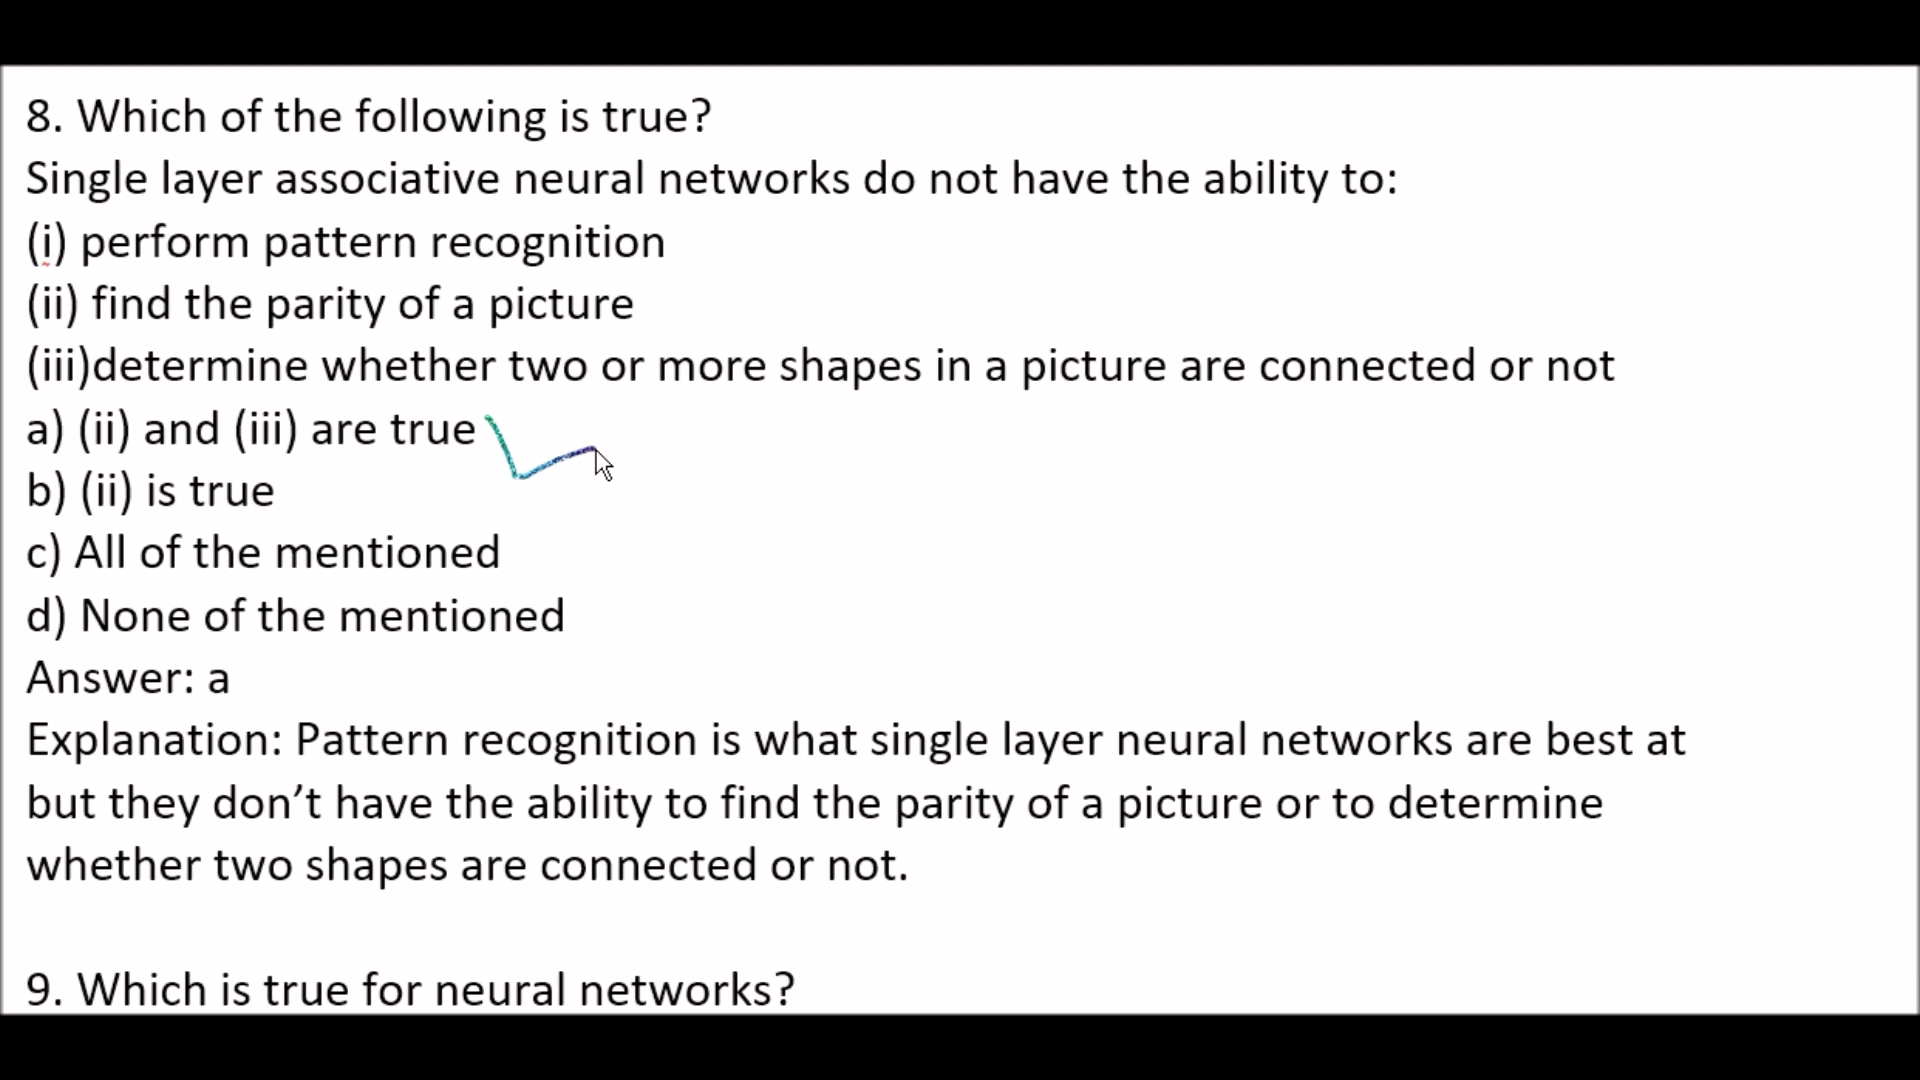 8. Which of the following is true?
Single layer associative neural networks do not have the ability to:
(i) perform pattern recognition
(ii) find the parity of a picture
(iii)determine whether two or more shapes in a picture are connected or not
a) (ii) and (iii) are true
b) (ii) is true
c) All of the mentioned
d) None of the mentioned
Answer: a
Explanation: Pattern recognition is what single layer neural networks are best at
but they don’t have the ability to find the parity of a picture or to determine
whether two shapes are connected or not.
9. Which is true for neural networks?